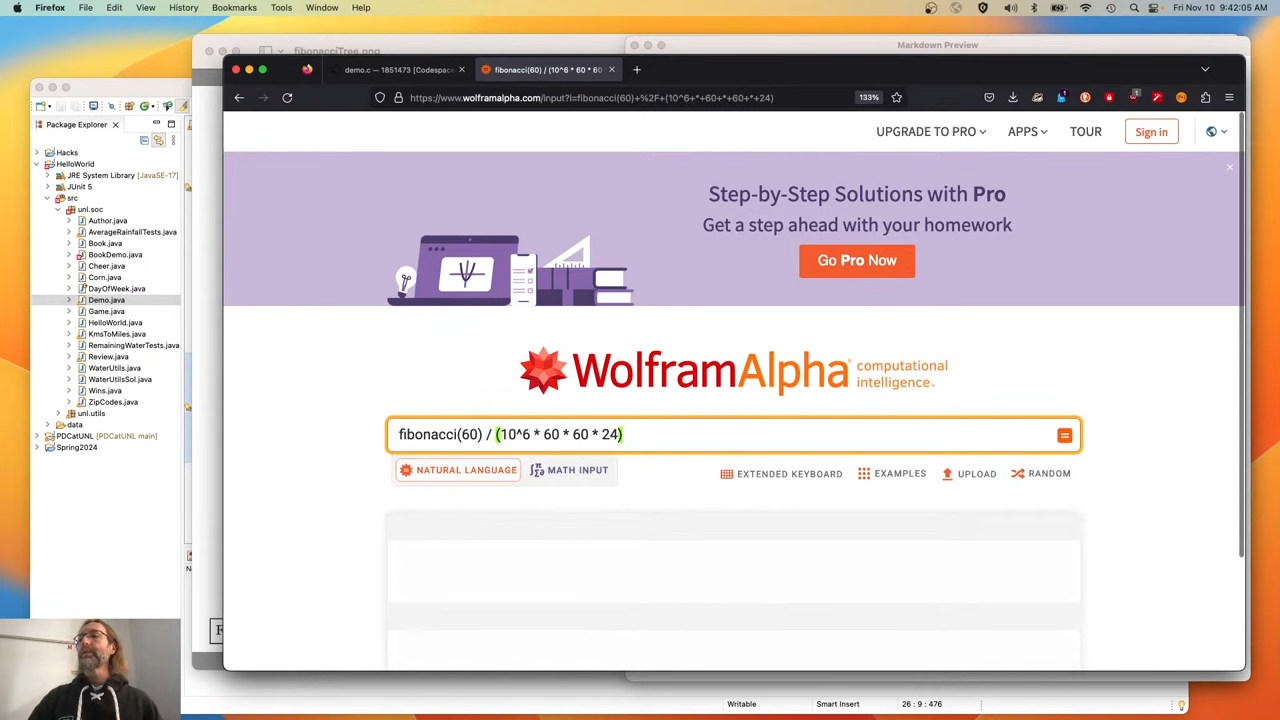 Firefox File Edit View History Bookmarks Tools Window Help Fri Nov 10 9:42:05 AM
fibonacciTree.png
Markdown Preview
demo.c — 1851473 [Codespace
fibonacci(60) / (10^6 * 60 * 60
https://www.wolframalpha.com/input?i=fibonacci(60)+%2F+(10^6+*+60+*+60+*+24)
133%
Package Explorer
Hacks
HelloWorld
JRE System Library [JavaSE-17]
JUnit 5
src
unl.soc
Author.java
AverageRainfallTests.java
Book.java
BookDemo.java
Cheer.java
Corn.java
DayOfWeek.java
Demo.java
Game.java
HelloWorld.java
KmsToMiles.java
RemainingWaterTests.java
Review.java
WaterUtils.java
WaterUtilsSol.java
Wins.java
ZipCodes.java
unl.utils
data
PDCatUNL [PDCatUNL main]
Spring2024
UPGRADE TO PRO APPS TOUR Sign in
Step-by-Step Solutions with Pro
Get a step ahead with your homework
Go Pro Now
WolframAlpha computational intelligence.
fibonacci(60) / (10^6 * 60 * 60 * 24)
NATURAL LANGUAGE MATH INPUT EXTENDED KEYBOARD EXAMPLES UPLOAD RANDOM
Writable Smart Insert 26 : 9 : 476